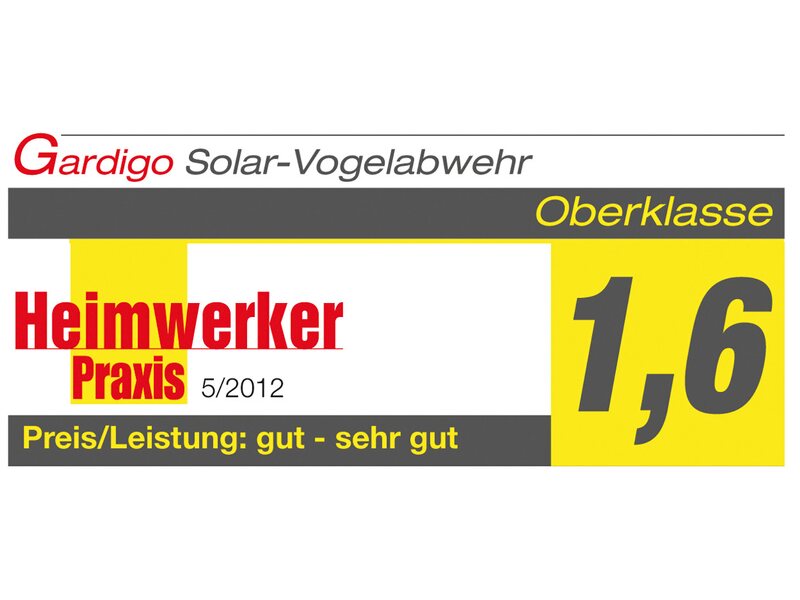 Gardigo Solar-Vogelabwehr
Oberklasse
Heimwerker
Praxis 5/2012
1,6
Preis/Leistung: gut - sehr gut